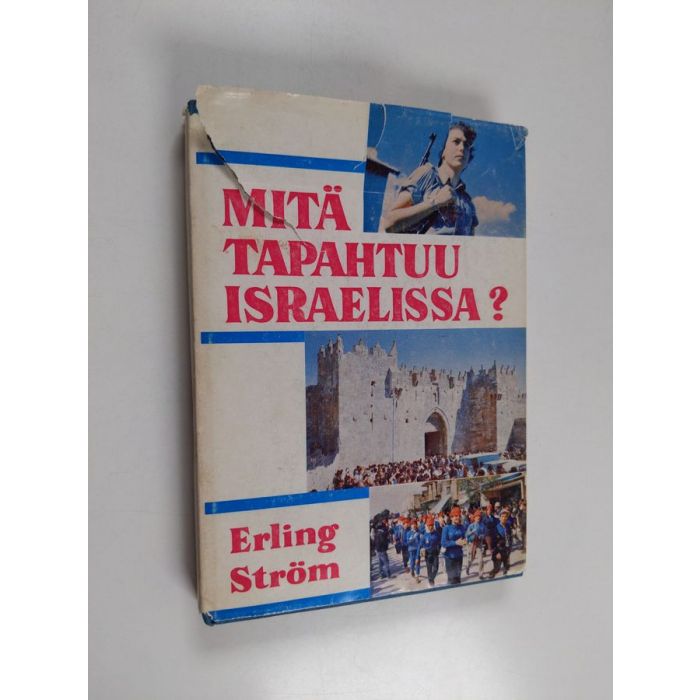 MITÄ
TAPAHTUU
ISRAELISSA?
Erling
Ström